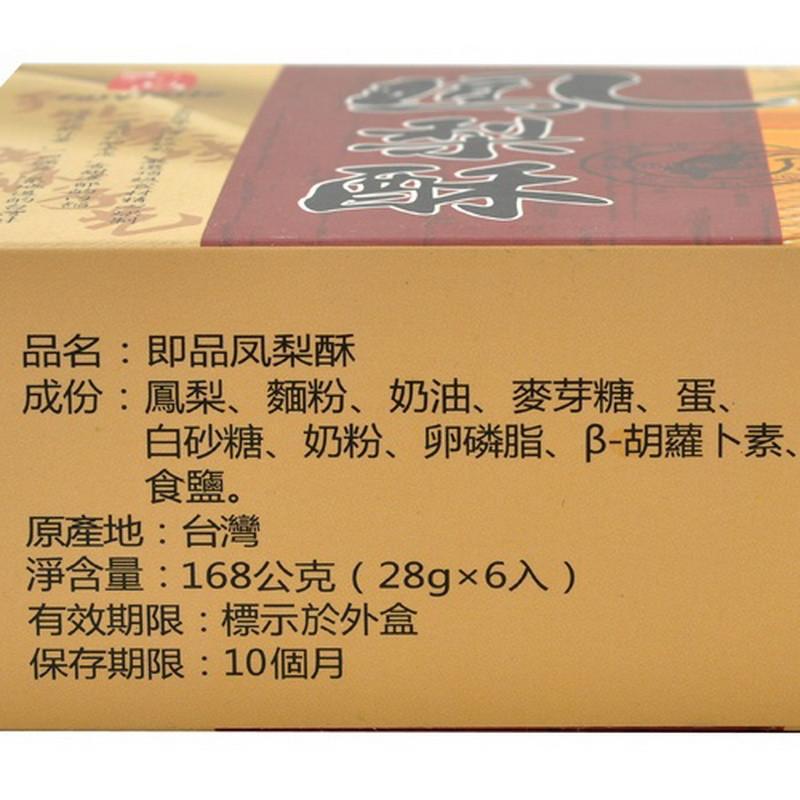 鳳梨酥
品名：即品凤梨酥
成份：鳳梨、麵粉、奶油、麥芽糖、蛋、
白砂糖、奶粉、卵磷脂、β-胡蘿蔔素、
食鹽。
原產地：台灣
淨含量：168公克（28g×6入）
有效期限：標示於外盒
保存期限：10個月